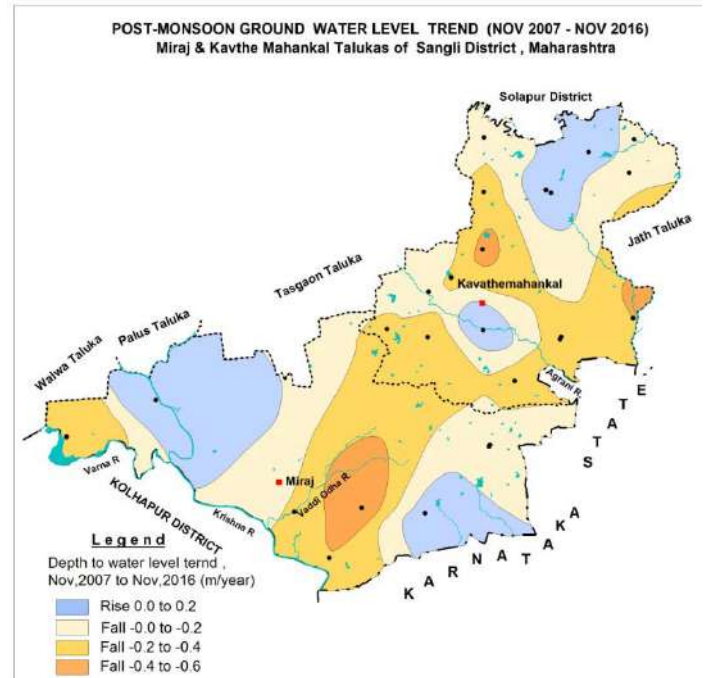 POST-MONSOON GROUND WATER LEVEL TREND (NOV 2007 - NOV 2016)
Miraj & Kavthe Mahankal Talukas of Sangli District , Maharashtra
Solapur District
Jath Taluka
Tasgaon Taluka
Kavathemahankal
Palus Taluka
Walwa Taluka
Agrani R.
Miraj
Vaddi Odha R.
Varna R
Krishna R
KOLHAPUR DISTRICT
KARNATAKA STATE
Legend
Depth to water level ternd ,
Nov,2007 to Nov,2016 (m/year)
Rise 0.0 to 0.2
Fall -0.0 to -0.2
Fall -0.2 to -0.4
Fall -0.4 to -0.6